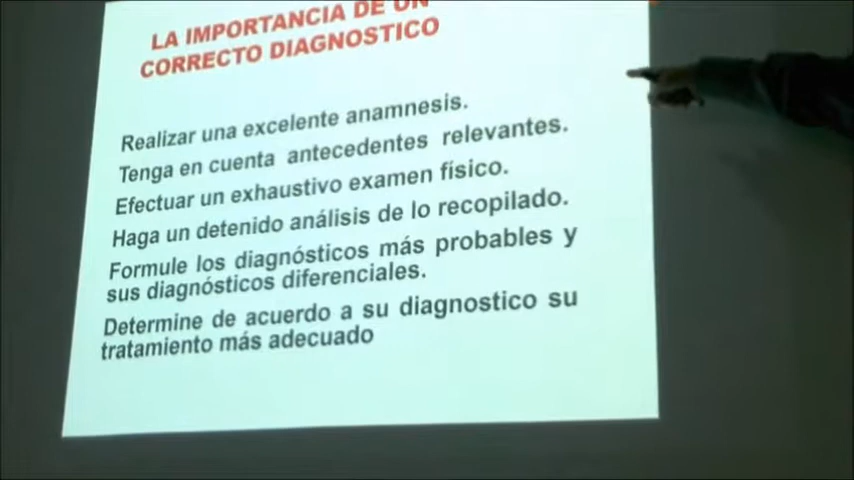 LA IMPORTANCIA DE UN
CORRECTO DIAGNOSTICO
Realizar una excelente anamnesis.
Tenga en cuenta antecedentes relevantes.
Efectuar un exhaustivo examen físico.
Haga un detenido análisis de lo recopilado.
Formule los diagnósticos más probables y
sus diagnósticos diferenciales.
Determine de acuerdo a su diagnostico su
tratamiento más adecuado